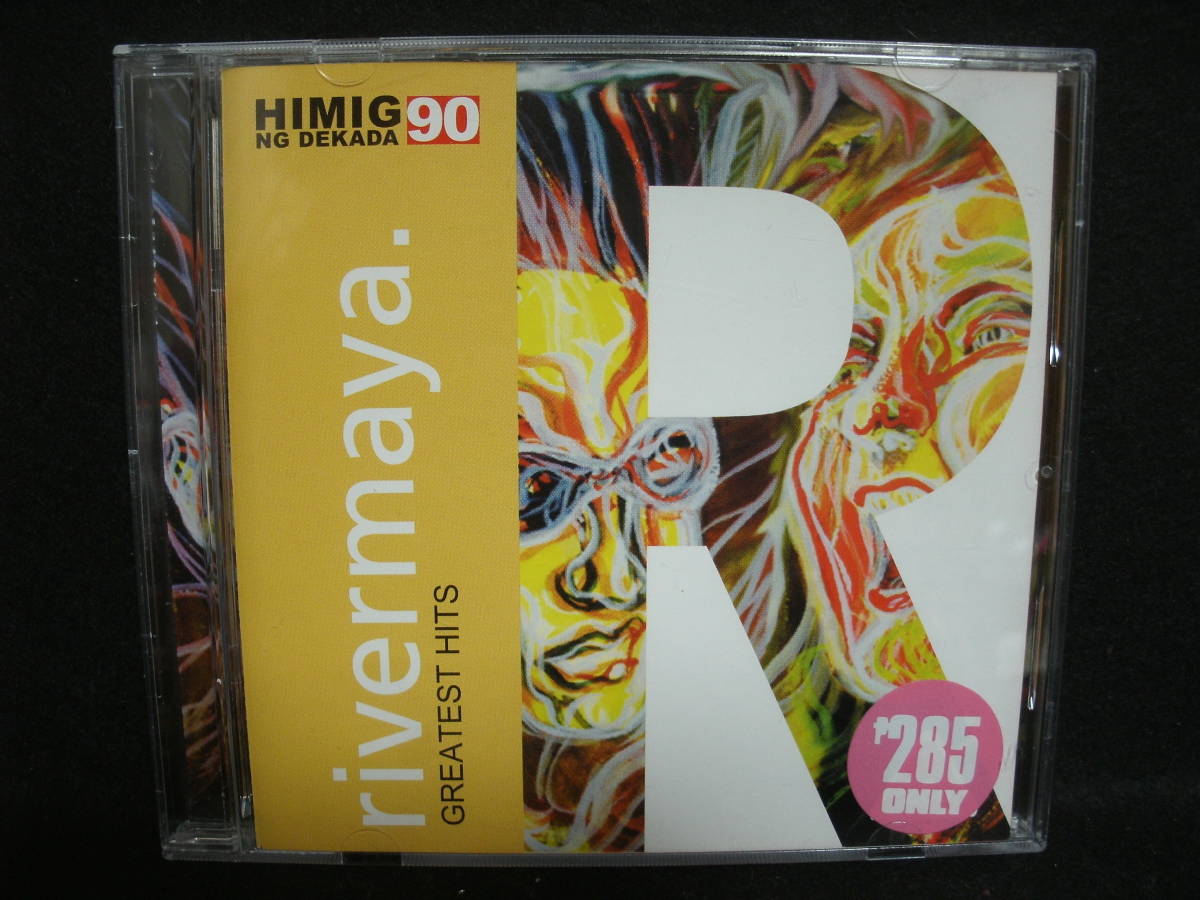 HIMIG
NG DEKADA 90
rivermaya.
GREATEST HITS
R
₱285
ONLY